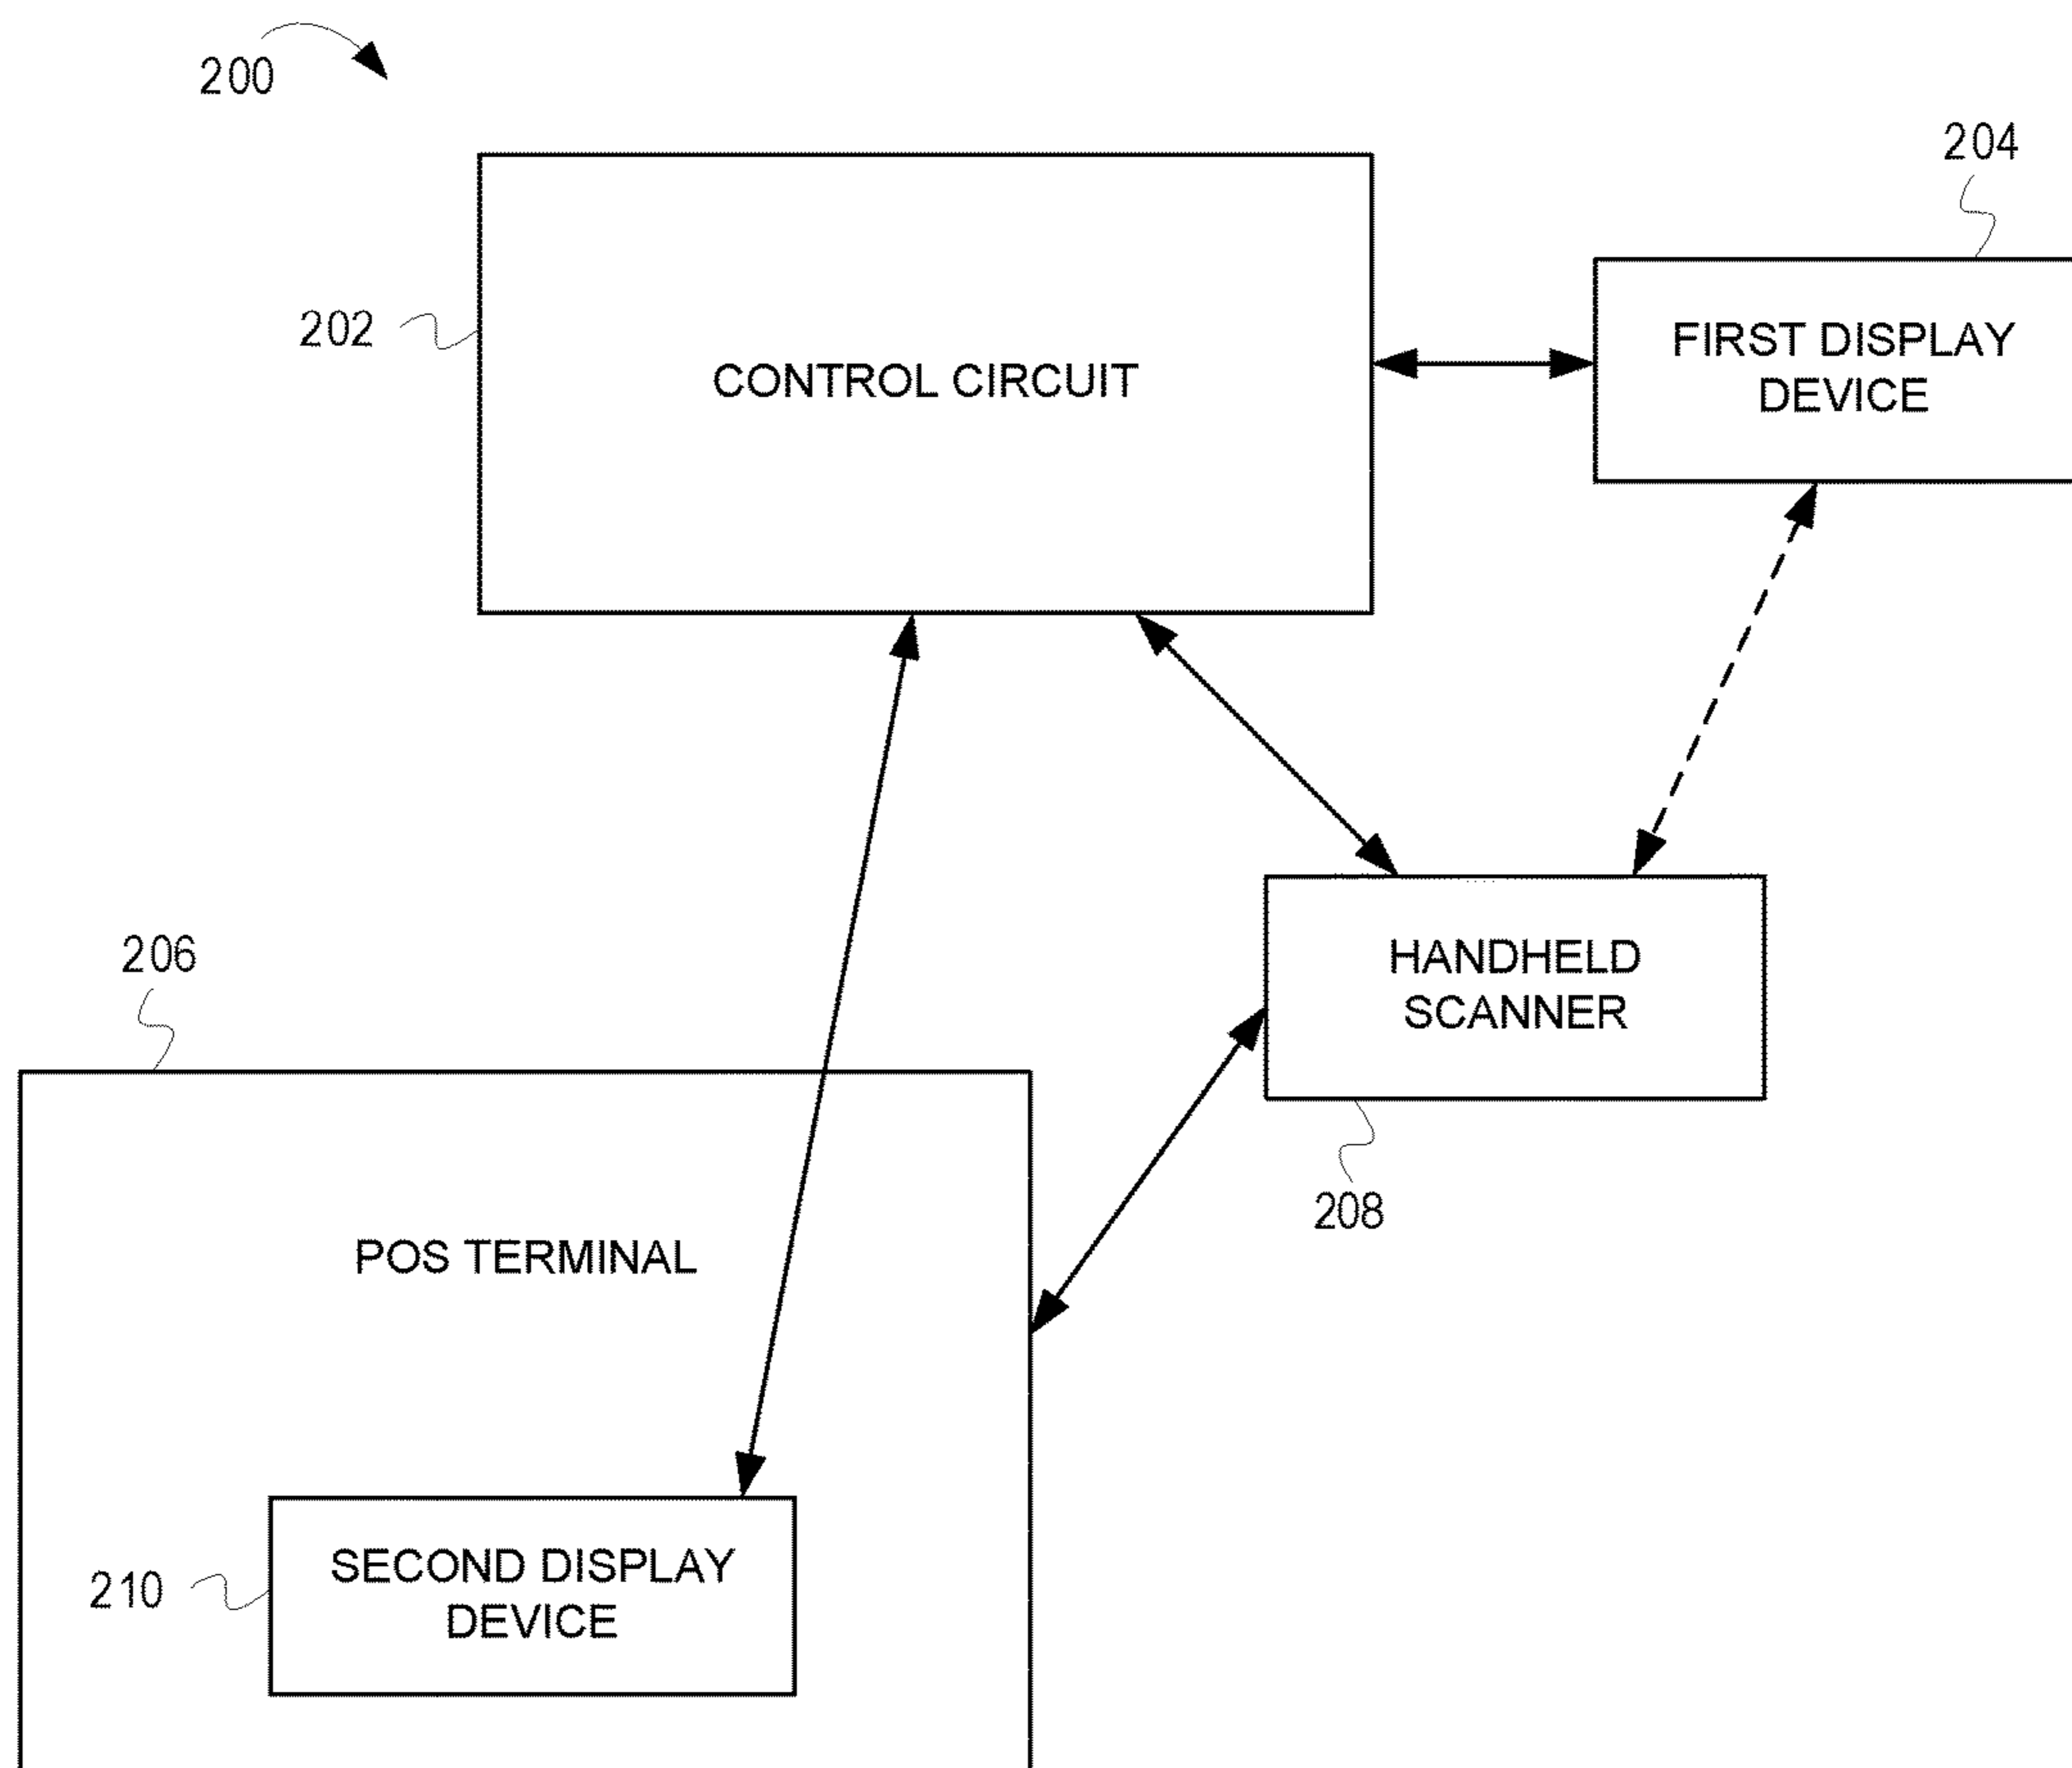 200
204
202
FIRST DISPLAY
DEVICE
CONTROL CIRCUIT
206
HANDHELD
SCANNER
208
POS TERMINAL
210
SECOND DISPLAY
DEVICE